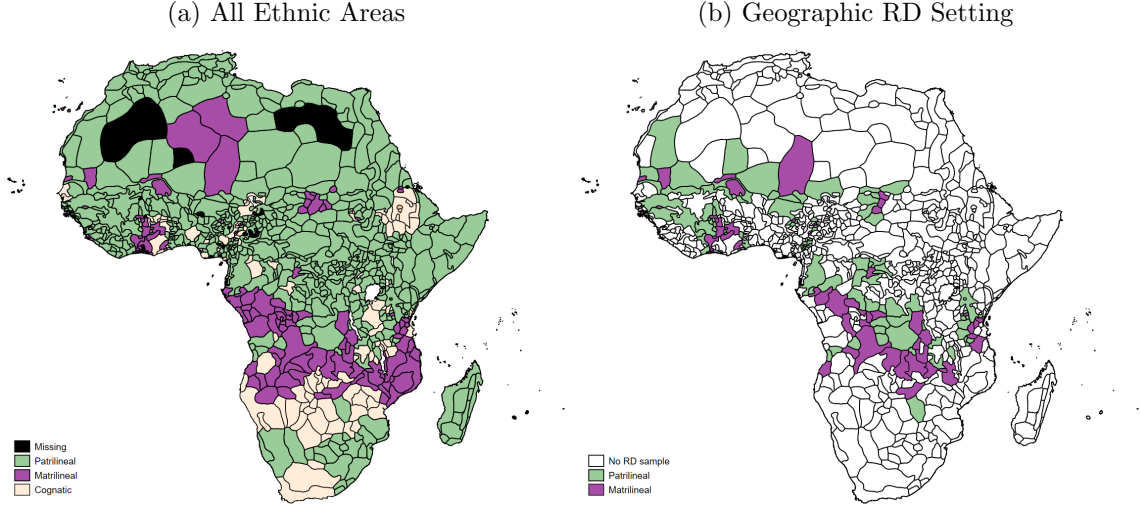 (a) All Ethnic Areas
(b) Geographic RD Setting
Missing
Patrilineal
Matrilineal
Cognatic
No RD sample
Patrilineal
Matrilineal